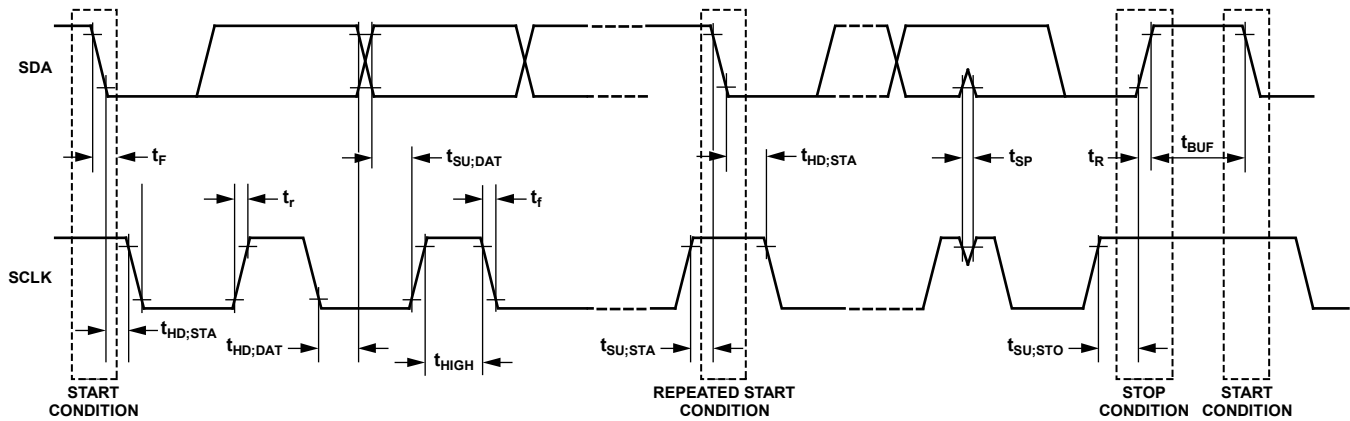 SDA
tF
tSU;DAT
tHD;STA
tSP
tR
tBUF
tr
tf
SCLK
tHD;STA
tHD;DAT
tHIGH
tSU;STA
tSU;STO
START
CONDITION
REPEATED START
CONDITION
STOP
CONDITION
START
CONDITION